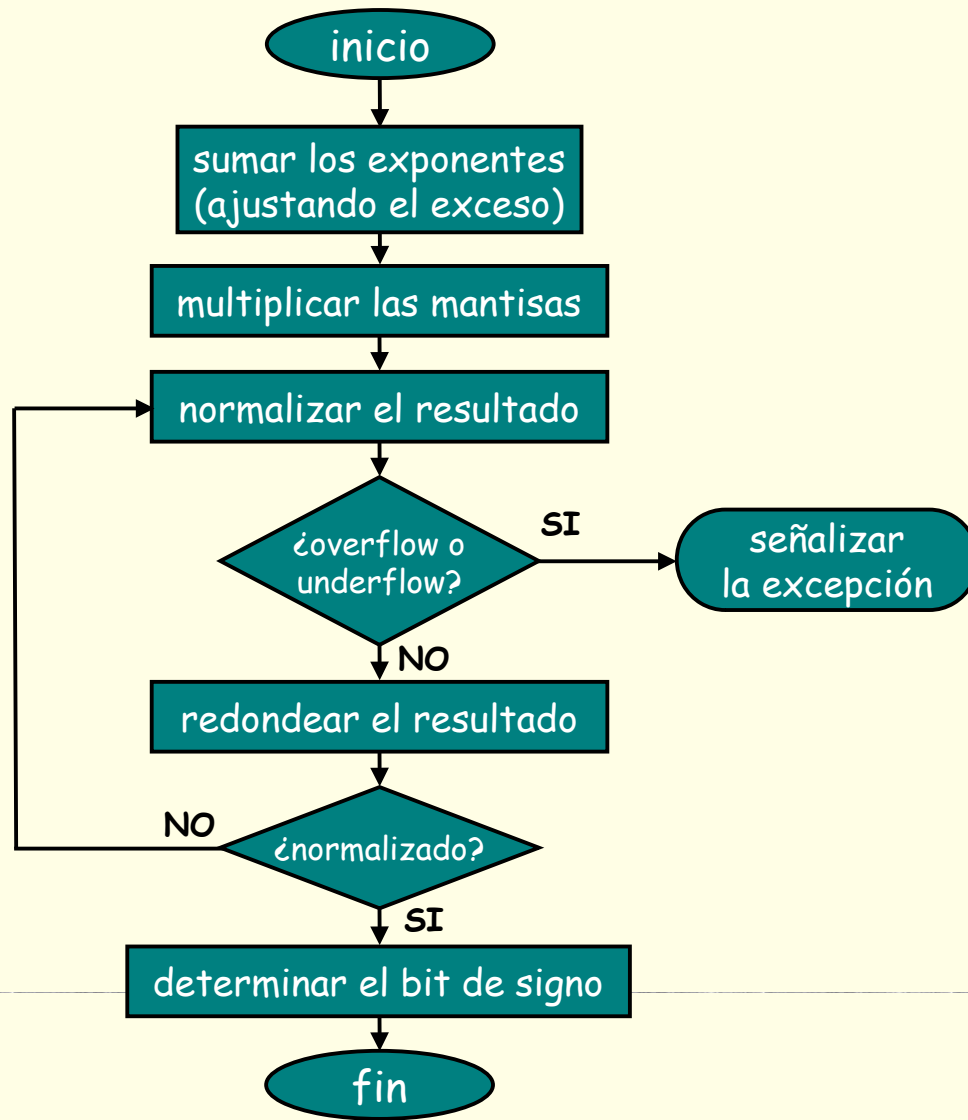 inicio
sumar los exponentes
(ajustando el exceso)
multiplicar las mantisas
normalizar el resultado
¿overflow o
underflow?
SI
señalizar
la excepción
NO
redondear el resultado
¿normalizado?
NO
SI
determinar el bit de signo
fin